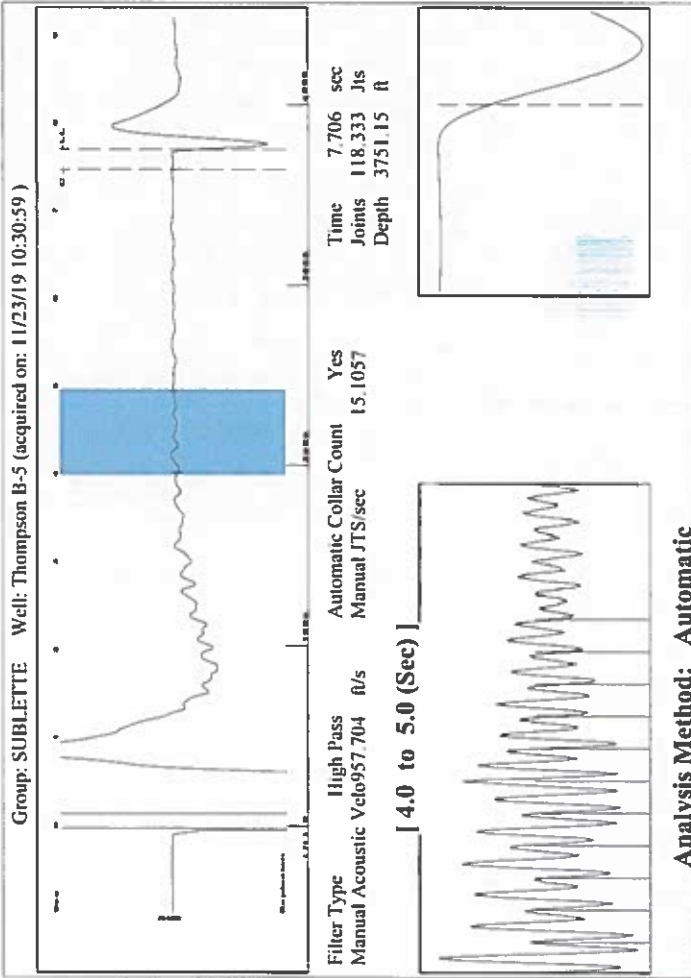 Group: SUBLETTE Well: Thompson B-5 (acquired on: 11/23/19 10:30:59 )
Filter Type High Pass Automatic Collar Count Yes Time 7.706 sec
Manual Acoustic Velo957.704 ft/s Manual JTS/sec 15.1057 Joints 118.333 Jts
Depth 3751.15 ft
[ 4.0 to 5.0 (Sec) ]
Analysis Method: Automatic